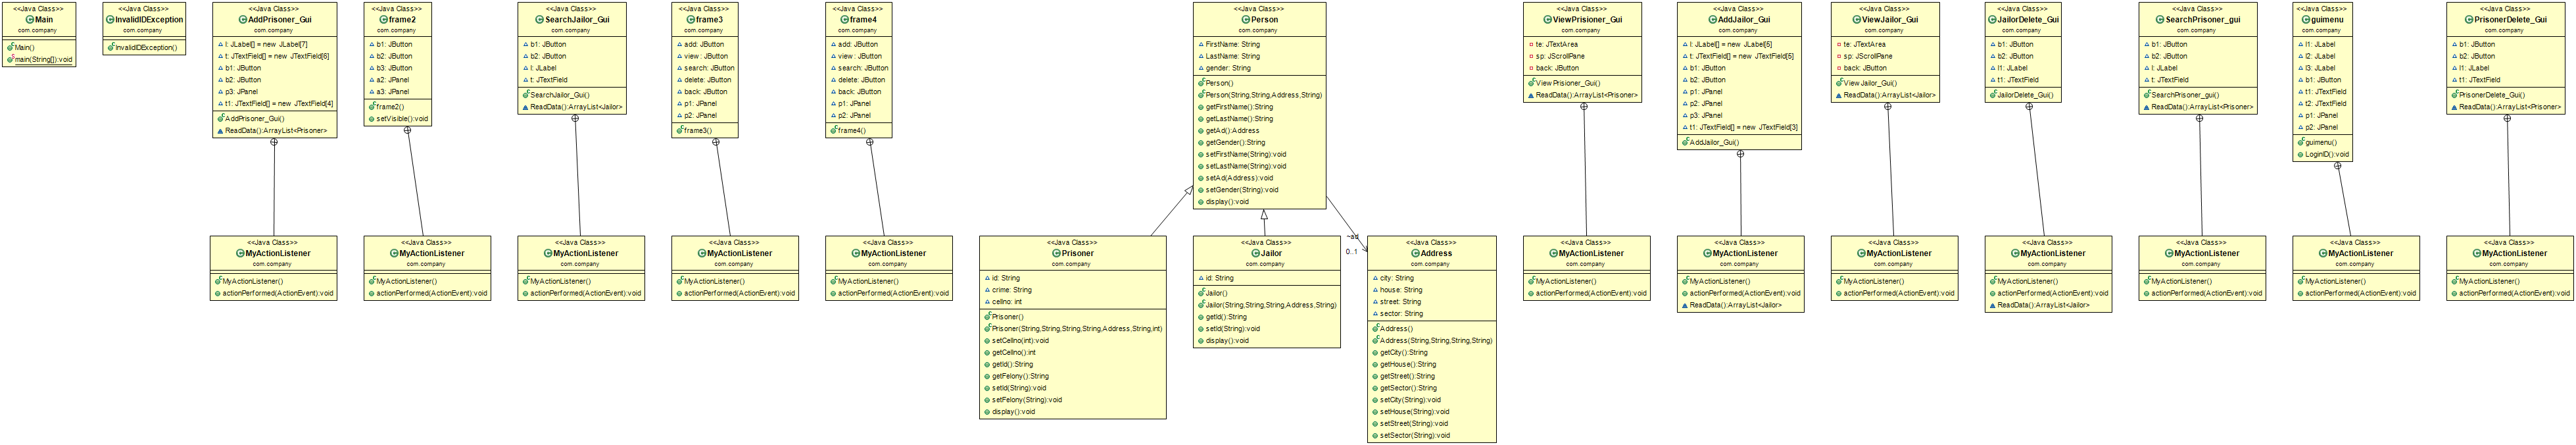 <<Java Class>>
Main
com.company
Main()
main(String[]):void
<<Java Class>>
InvalidIDException
com.company
InvalidIDException()
<<Java Class>>
AddPrisoner_Gui
com.company
l: JLabel[] = new JLabel[7]
t: JTextField[] = new JTextField[6]
b1: JButton
b2: JButton
p3: JPanel
t1: JTextField[] = new JTextField[4]
AddPrisoner_Gui()
ReadData():ArrayList<Prisoner>
<<Java Class>>
frame2
com.company
b1: JButton
b2: JButton
b3: JButton
a2: JPanel
a3: JPanel
frame2()
setVisible():void
<<Java Class>>
SearchJailor_Gui
com.company
b1: JButton
b2: JButton
l: JLabel
t: JTextField
SearchJailor_Gui()
ReadData():ArrayList<Jailor>
<<Java Class>>
frame3
com.company
add: JButton
view: JButton
search: JButton
delete: JButton
back: JButton
p1: JPanel
p2: JPanel
frame3()
<<Java Class>>
frame4
com.company
add: JButton
view: JButton
search: JButton
delete: JButton
back: JButton
p1: JPanel
p2: JPanel
frame4()
<<Java Class>>
Person
com.company
FirstName: String
LastName: String
gender: String
Person()
Person(String,String,Address,String)
getFirstName():String
getLastName():String
getAd():Address
getGender():String
setFirstName(String):void
setLastName(String):void
setAd(Address):void
setGender(String):void
display():void
<<Java Class>>
ViewPrisioner_Gui
com.company
te: JTextArea
sp: JScrollPane
back: JButton
ViewPrisioner_Gui()
ReadData():ArrayList<Prisoner>
<<Java Class>>
AddJailor_Gui
com.company
l: JLabel[] = new JLabel[5]
t: JTextField[] = new JTextField[5]
b1: JButton
b2: JButton
p1: JPanel
p2: JPanel
p3: JPanel
t1: JTextField[] = new JTextField[3]
AddJailor_Gui()
<<Java Class>>
ViewJailor_Gui
com.company
te: JTextArea
sp: JScrollPane
back: JButton
ViewJailor_Gui()
ReadData():ArrayList<Jailor>
<<Java Class>>
JailorDelete_Gui
com.company
b1: JButton
b2: JButton
l1: JLabel
t1: JTextField
JailorDelete_Gui()
<<Java Class>>
SearchPrisoner_gui
com.company
b1: JButton
b2: JButton
l: JLabel
t: JTextField
SearchPrisoner_gui()
ReadData():ArrayList<Prisoner>
<<Java Class>>
guimenu
com.company
l1: JLabel
l2: JLabel
l3: JLabel
b1: JButton
t1: JTextField
t2: JTextField
p1: JPanel
p2: JPanel
guimenu()
LoginID():void
<<Java Class>>
PrisonerDelete_Gui
com.company
b1: JButton
b2: JButton
l1: JLabel
t1: JTextField
PrisonerDelete_Gui()
ReadData():ArrayList<Prisoner>
<<Java Class>>
MyActionListener
com.company
MyActionListener()
actionPerformed(ActionEvent):void
<<Java Class>>
MyActionListener
com.company
MyActionListener()
actionPerformed(ActionEvent):void
<<Java Class>>
MyActionListener
com.company
MyActionListener()
actionPerformed(ActionEvent):void
<<Java Class>>
MyActionListener
com.company
MyActionListener()
actionPerformed(ActionEvent):void
<<Java Class>>
MyActionListener
com.company
MyActionListener()
actionPerformed(ActionEvent):void
<<Java Class>>
Prisoner
com.company
id: String
crime: String
cellno: int
Prisoner()
Prisoner(String,String,String,String,Address,String,int)
setCellno(int):void
getCellno():int
getId():String
getFelony():String
setId(String):void
setFelony(String):void
display():void
<<Java Class>>
Jailor
com.company
id: String
Jailor()
Jailor(String,String,String,Address,String)
getId():String
setId(String):void
display():void
~ad
0..1
<<Java Class>>
Address
com.company
city: String
house: String
street: String
sector: String
Address()
Address(String,String,String,String)
getCity():String
getHouse():String
getStreet():String
getSector():String
setCity(String):void
setHouse(String):void
setStreet(String):void
setSector(String):void
<<Java Class>>
MyActionListener
com.company
MyActionListener()
actionPerformed(ActionEvent):void
<<Java Class>>
MyActionListener
com.company
MyActionListener()
actionPerformed(ActionEvent):void
ReadData():ArrayList<Jailor>
<<Java Class>>
MyActionListener
com.company
MyActionListener()
actionPerformed(ActionEvent):void
<<Java Class>>
MyActionListener
com.company
MyActionListener()
actionPerformed(ActionEvent):void
ReadData():ArrayList<Jailor>
<<Java Class>>
MyActionListener
com.company
MyActionListener()
actionPerformed(ActionEvent):void
<<Java Class>>
MyActionListener
com.company
MyActionListener()
actionPerformed(ActionEvent):void
<<Java Class>>
MyActionListener
com.company
MyActionListener()
actionPerformed(ActionEvent):void